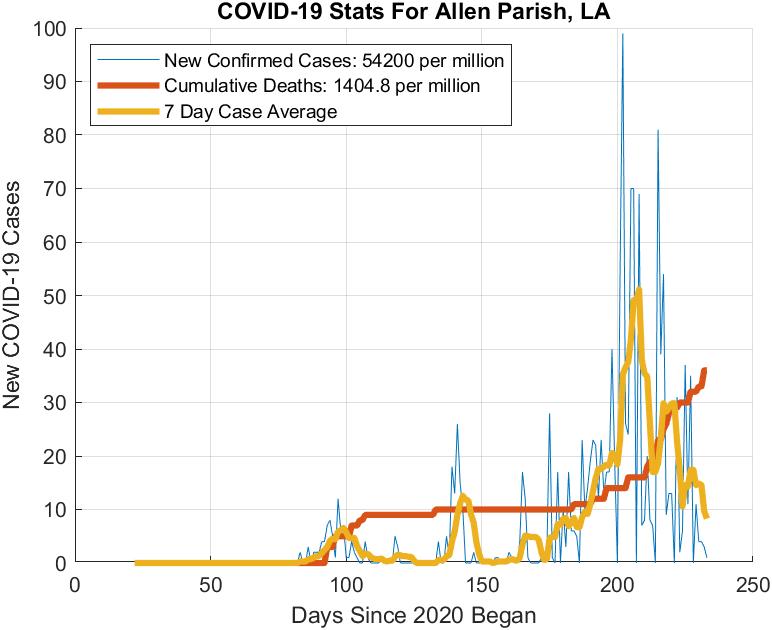 COVID-19 Stats For Allen Parish, LA
New Confirmed Cases: 54200 per million
Cumulative Deaths: 1404.8 per million
7 Day Case Average
New COVID-19 Cases
100
90
80
70
60
50
40
30
20
10
0
0 50 100 150 200 250
Days Since 2020 Began